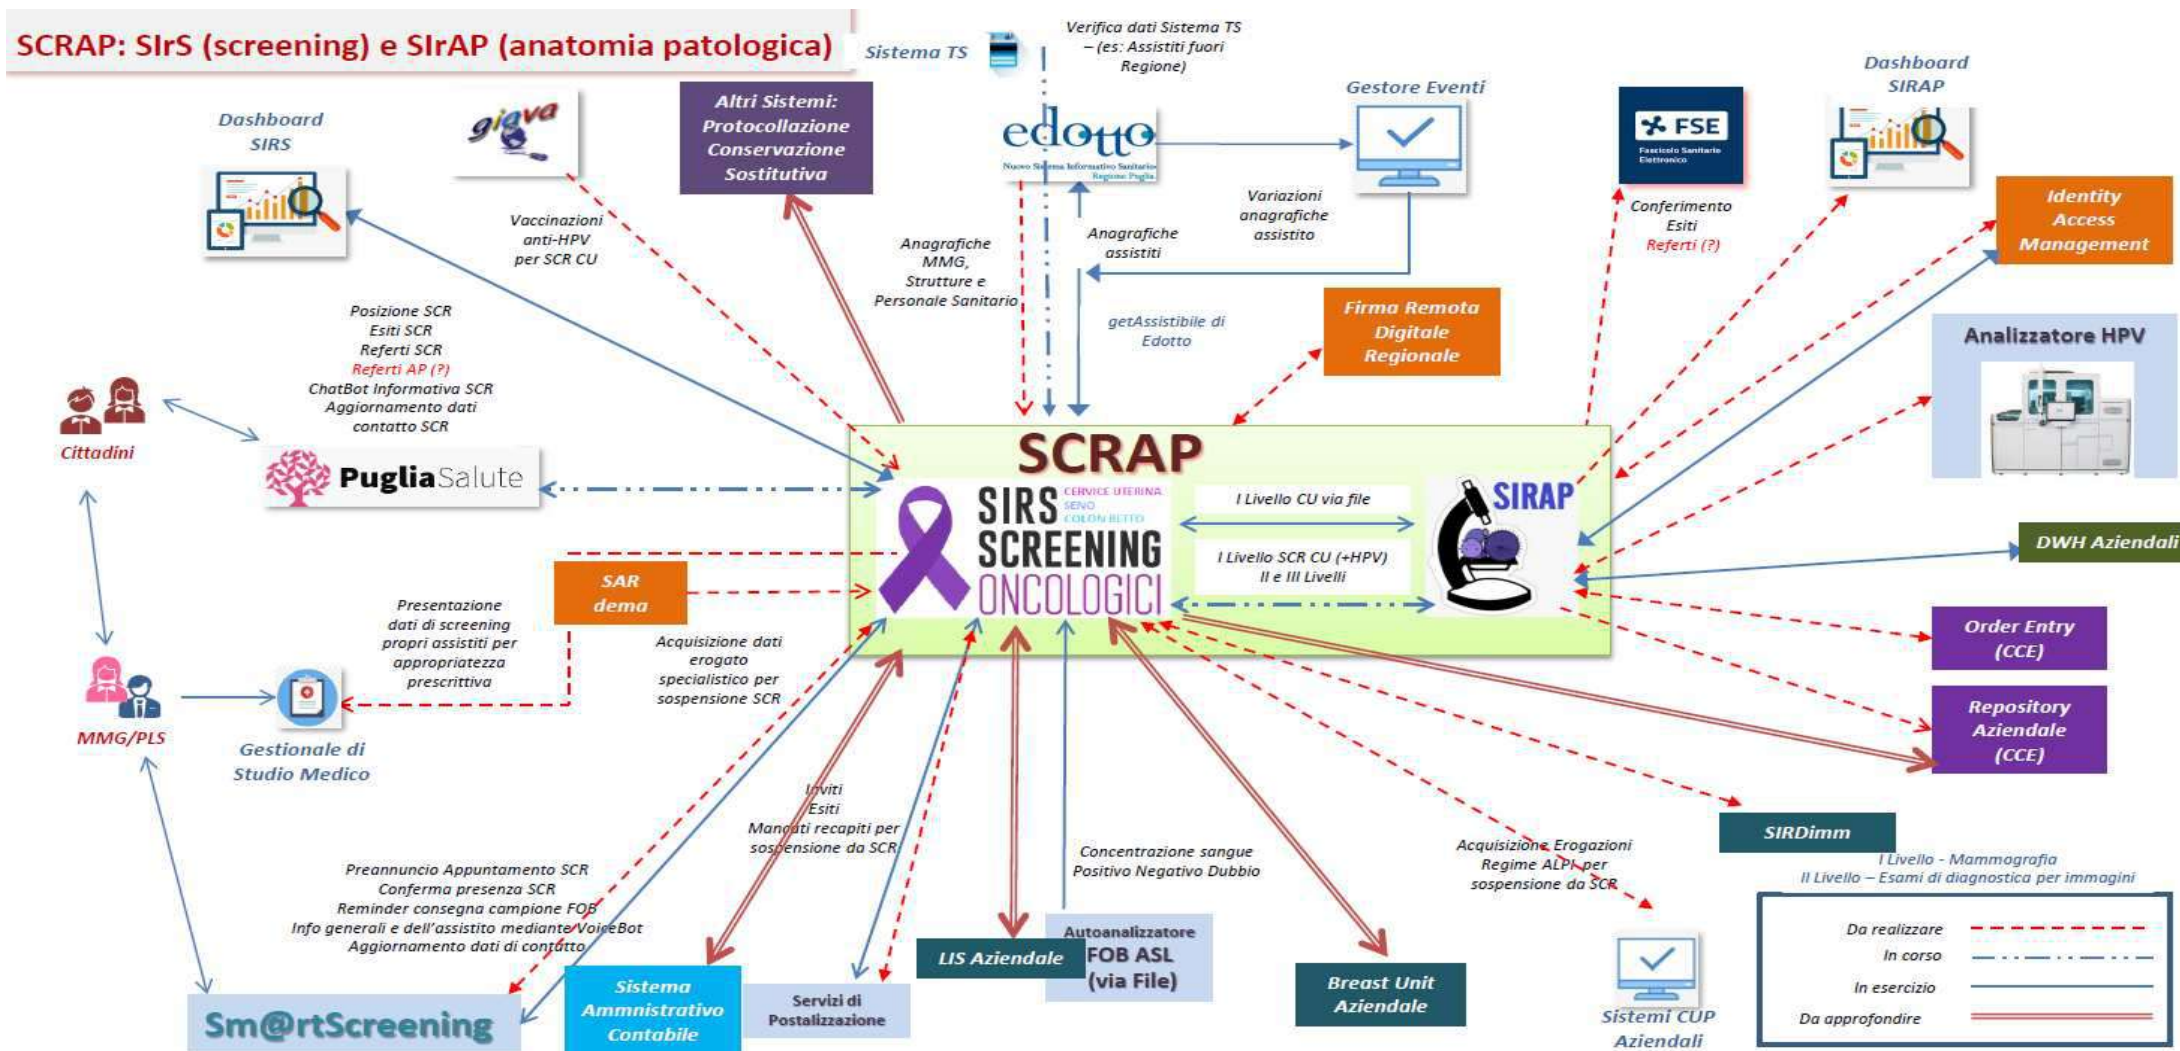 SCRAP: SIrS (screening) e SIrAP (anatomia patologica)
Sistema TS
Verifica dati Sistema TS
– (es: Assistiti fuori
Regione)
Dashboard
SIRS
giava
Altri Sistemi:
Protocollazione
Conservazione
Sostitutiva
edotto
Nuovo Sistema Informativo Sanitario
Regione Puglia
Gestore Eventi
FSE
Fascicolo Sanitario
Elettronico
Dashboard
SIRAP
Identity
Access
Management
Vaccinazioni
anti-HPV
per SCR CU
Anagrafiche
MMG,
Strutture e
Personale Sanitario
Anagrafiche
assistiti
Variazioni
anagrafiche
assistito
Conferimento
Esiti
Referti (?)
getAssistibile di
Edotto
Firma Remota
Digitale
Regionale
Analizzatore HPV
Posizione SCR
Esiti SCR
Referti SCR
Referti AP (?)
ChatBot Informativa SCR
Aggiornamento dati
contatto SCR
Cittadini
PugliaSalute
SCRAP
SIRS
CERVICE UTERINA
SENO
COLON RETTO
SCREENING
ONCOLOGICI
I Livello CU via file
I Livello SCR CU (+HPV)
II e III Livelli
SIRAP
DWH Aziendali
SAR
dema
Order Entry
(CCE)
Presentazione
dati di screening
propri assistiti per
appropriatezza
prescrittiva
Acquisizione dati
erogato
specialistico per
sospensione SCR
Repository
Aziendale
(CCE)
MMG/PLS
Gestionale di
Studio Medico
Inviti
Esiti
Mancati recapiti per
sospensione da SCR
SIRDimm
I Livello - Mammografia
II Livello – Esami di diagnostica per immagini
Concentrazione sangue
Positivo Negativo Dubbio
Acquisizione Erogazioni
Regime ALPI per
sospensione da SCR
Preannuncio Appuntamento SCR
Conferma presenza SCR
Reminder consegna campione FOB
Info generali e dell'assistito mediante VoiceBot
Aggiornamento dati di contatto
Sm@rtScreening
Sistema
Ammnistrativo
Contabile
Servizi di
Postalizzazione
LIS Aziendale
Autoanalizzatore
FOB ASL
(via File)
Breast Unit
Aziendale
Sistemi CUP
Aziendali
Da realizzare
In corso
In esercizio
Da approfondire